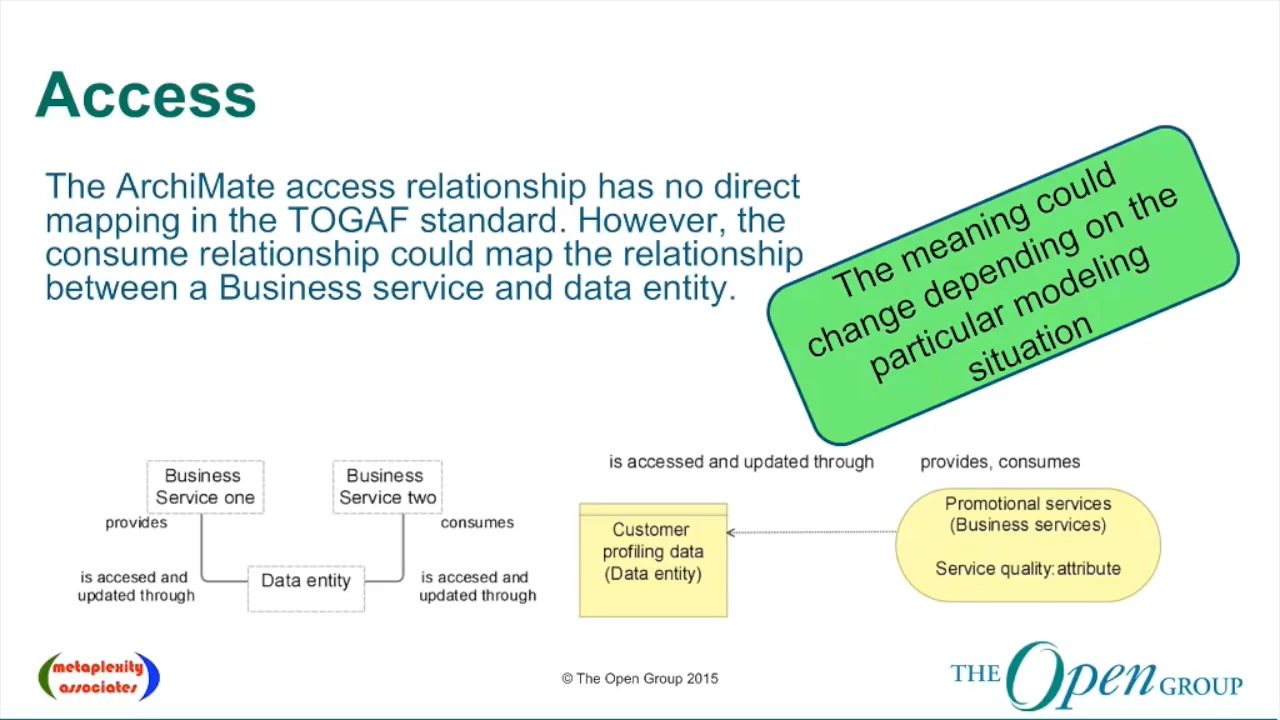 Access
The ArchiMate access relationship has no direct
mapping in the TOGAF standard. However, the
consume relationship could map the relationship
between a Business service and data entity.
The meaning could
change depending on the
particular modeling
situation
Business
Service one
Business
Service two
provides
consumes
is accesed and
updated through
Data entity
is accesed and
updated through
is accessed and updated through
provides, consumes
Customer
profiling data
(Data entity)
Promotional services
(Business services)
Service quality: attribute
metaplexity
associates
© The Open Group 2015
THE Open GROUP